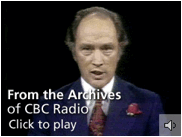 From the Archives
of CBC Radio
Click to play